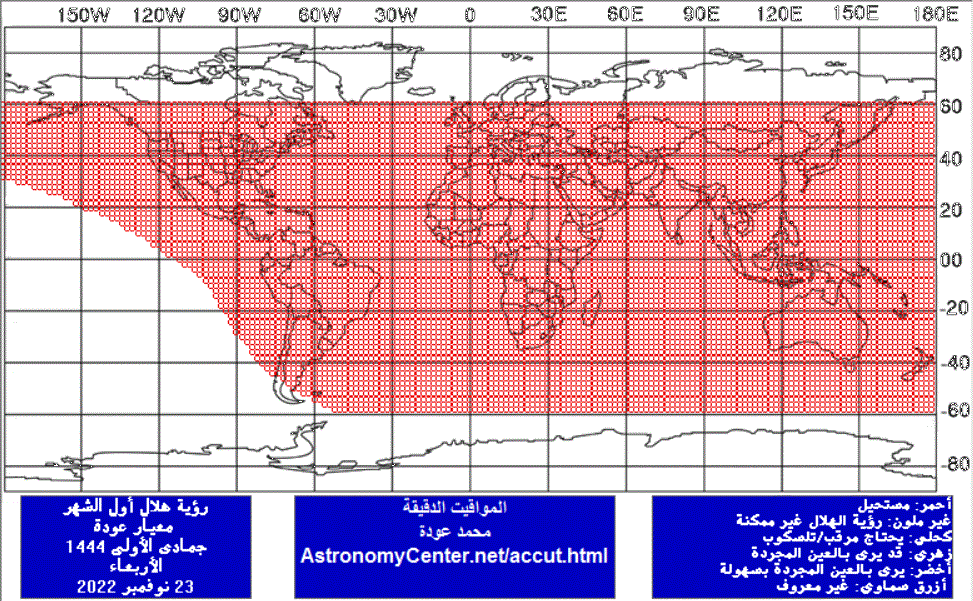 150W 120W 90W 60W 30W 0 30E 60E 90E 120E 150E 180E
80
60
40
20
00
-20
-40
-60
-80
رؤية هلال أول الشهر
معيار عودة
جمادى الأولى 1444
الأربعاء
23 نوفمبر 2022
المواقيت الدقيقة
محمد عودة
AstronomyCenter.net/accut.html
أحمر: مستحيل
غير ملون: رؤية الهلال غير ممكنة
كحلي: يحتاج مرقب/تلسكوب
زهري: قد يرى بالعين المجردة
أخضر: يرى بالعين المجردة بسهولة
أزرق سماوي: غير معروف